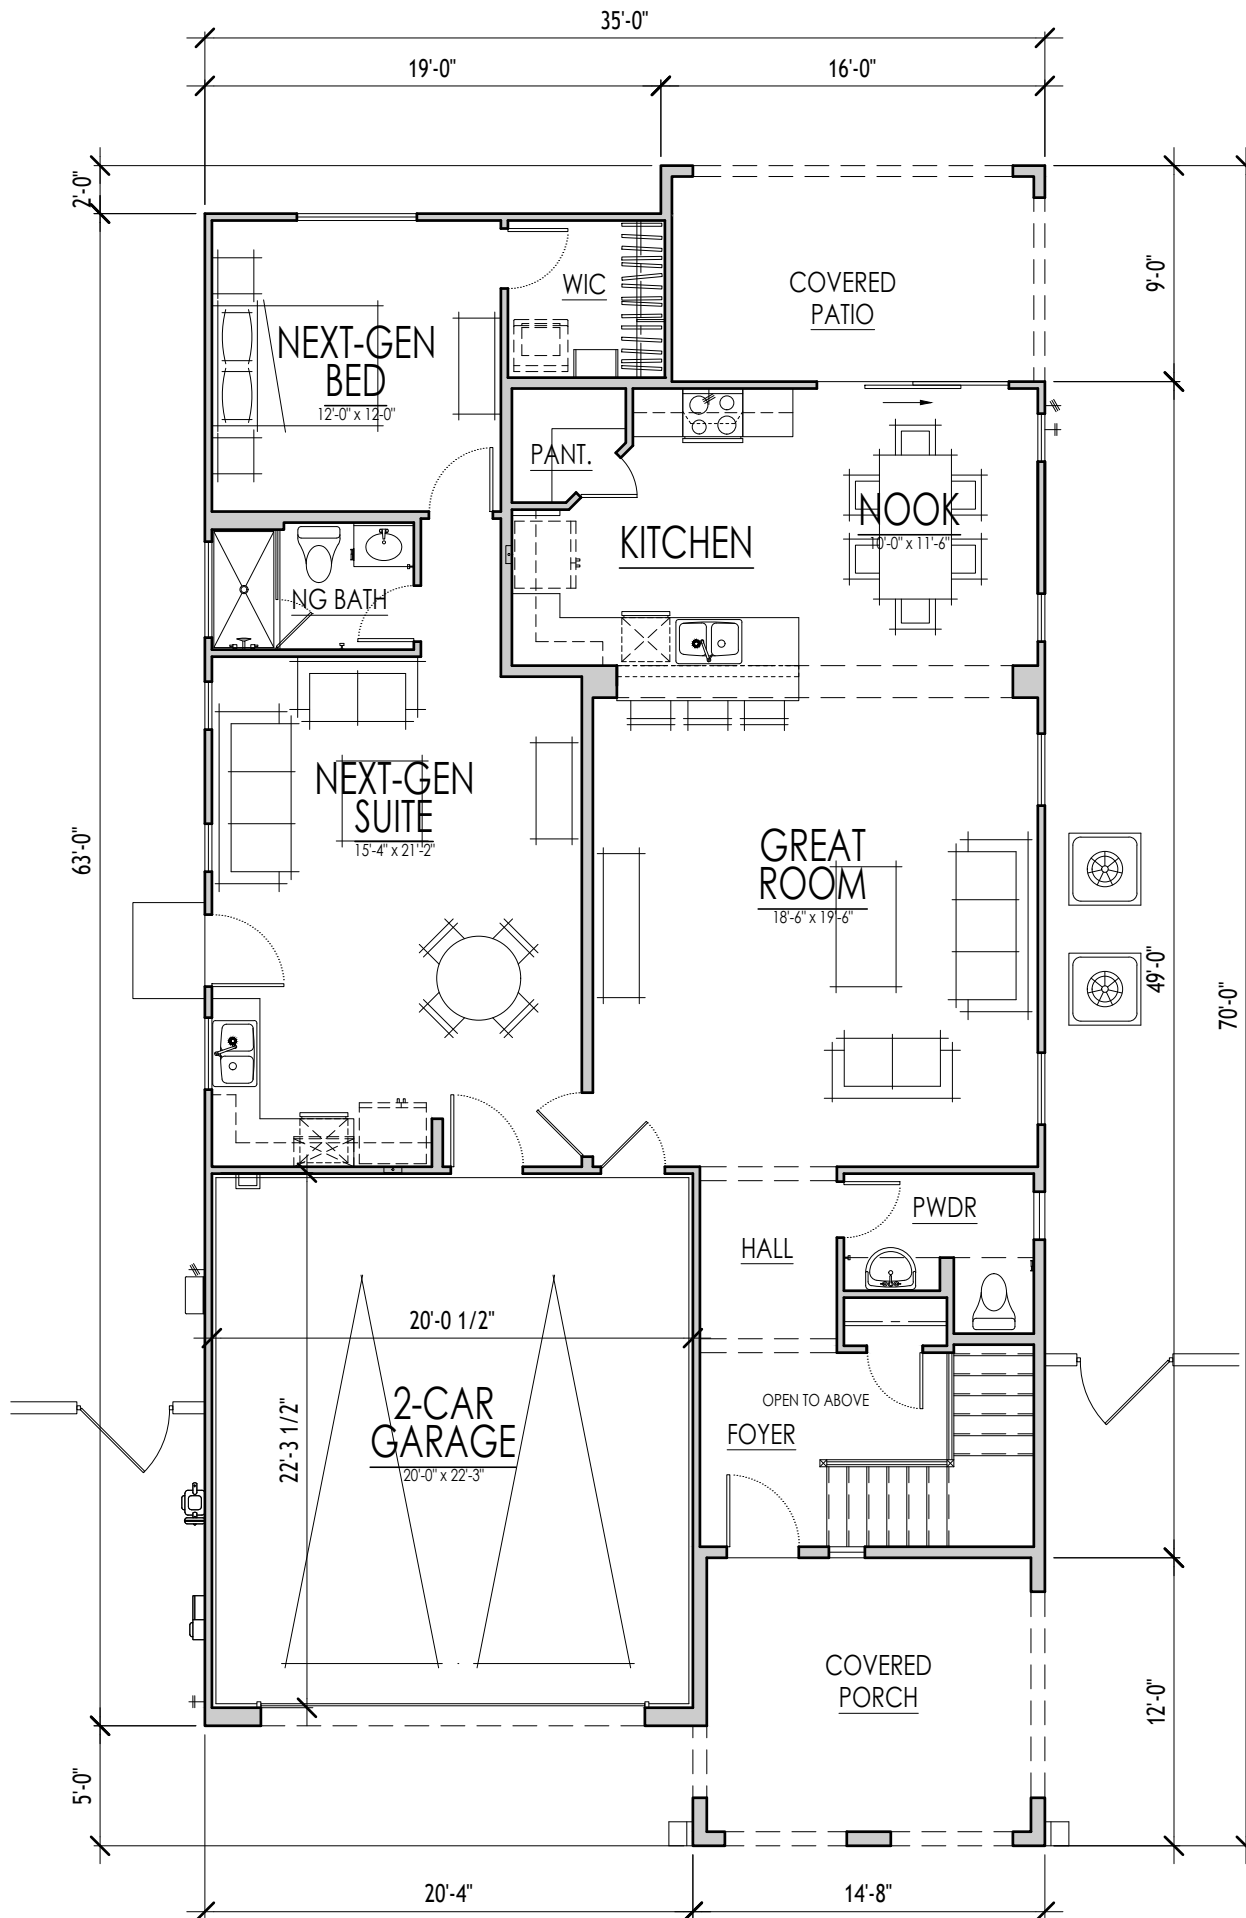 35'-0"
19'-0"
16'-0"
2'-0"
9'-0"
WIC
COVERED
PATIO
NEXT-GEN
BED
12'-0" x 12-0"
PANT.
NOOK
10'-0" x 11'-6"
KITCHEN
NG BATH
NEXT-GEN
SUITE
15'-4" x 21'-2"
GREAT
ROOM
18'-6" x 19'-6"
63'-0"
49'-0"
70'-0"
PWDR
HALL
20'-0 1/2"
22'-3 1/2"
2-CAR
GARAGE
20'-0" x 22'-3"
OPEN TO ABOVE
FOYER
COVERED
PORCH
12'-0"
5'-0"
20'-4"
14'-8"